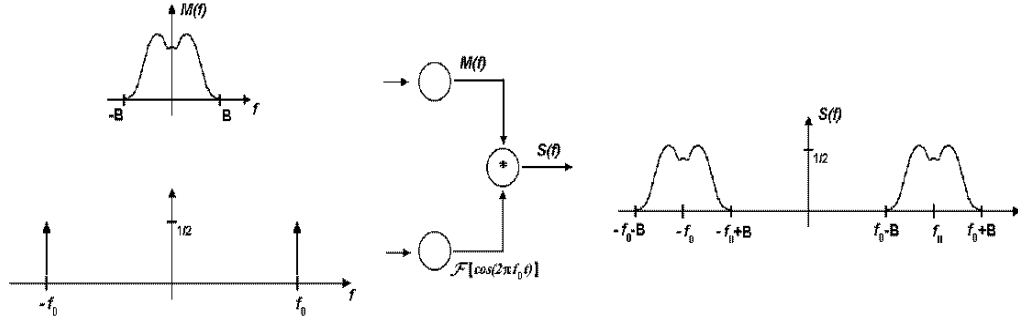 M(f)
-B
B
f
1/2
-f₀
f₀
f
M(f)
*
S(f)
ℱ[cos(2πf₀t)]
S(f)
1/2
-f₀-B
-f₀
-f₀+B
f₀-B
f₀
f₀+B